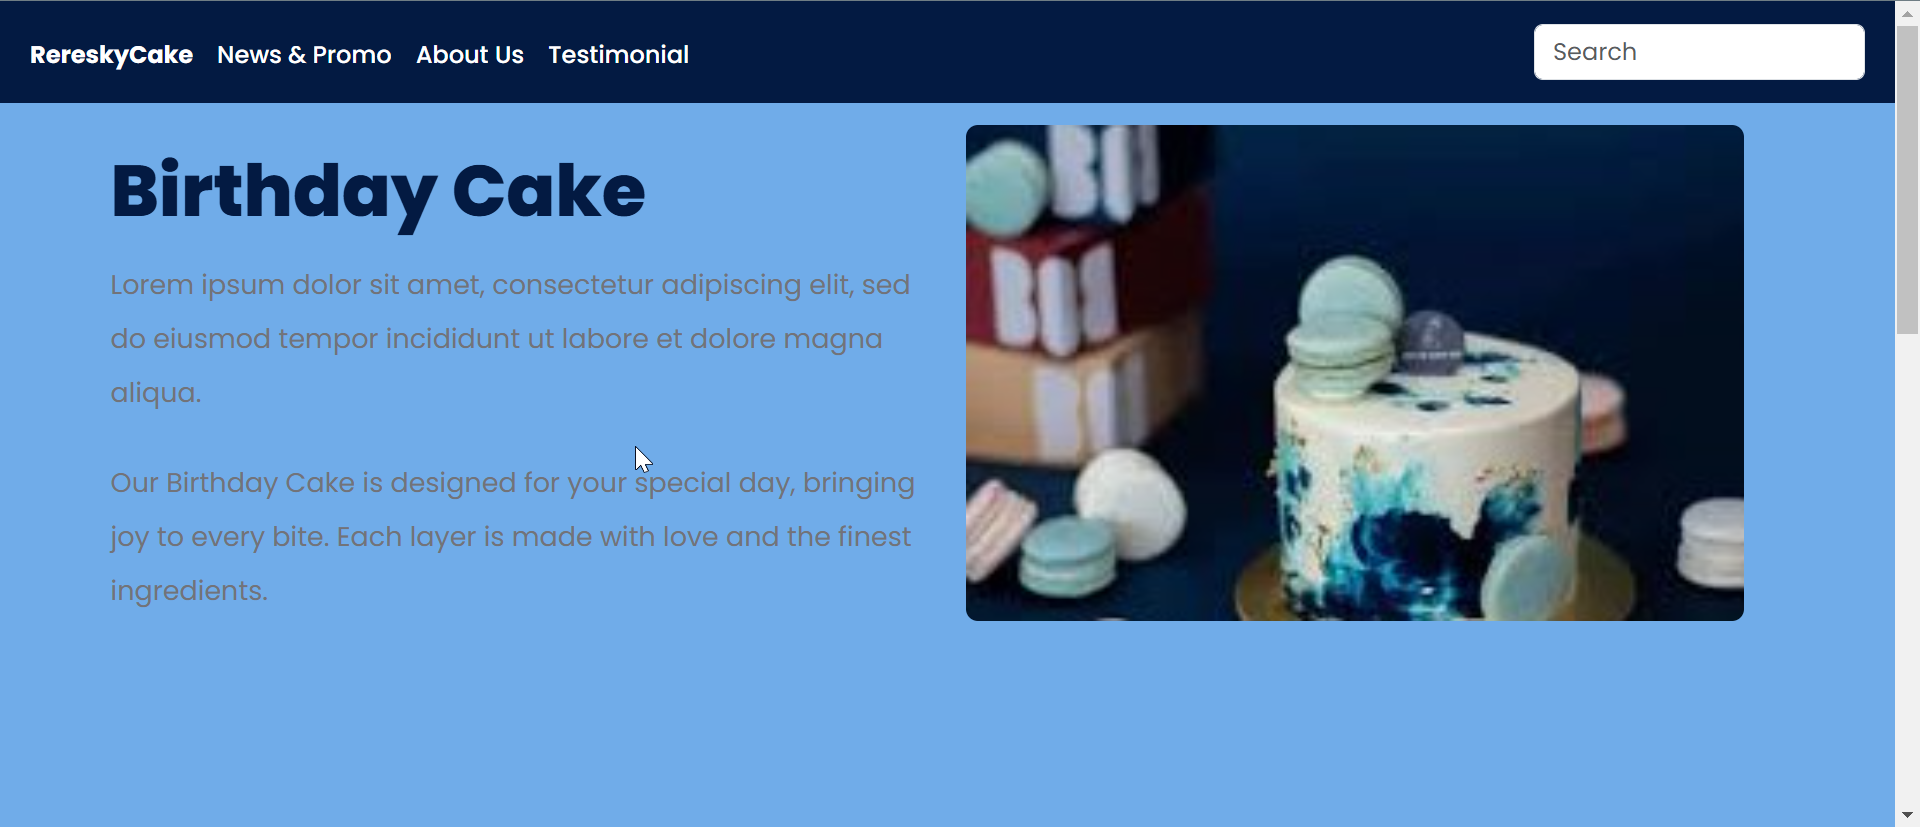 RereskyCake News & Promo About Us Testimonial Search
Birthday Cake
Lorem ipsum dolor sit amet, consectetur adipiscing elit, sed
do eiusmod tempor incididunt ut labore et dolore magna
aliqua.
Our Birthday Cake is designed for your special day, bringing
joy to every bite. Each layer is made with love and the finest
ingredients.